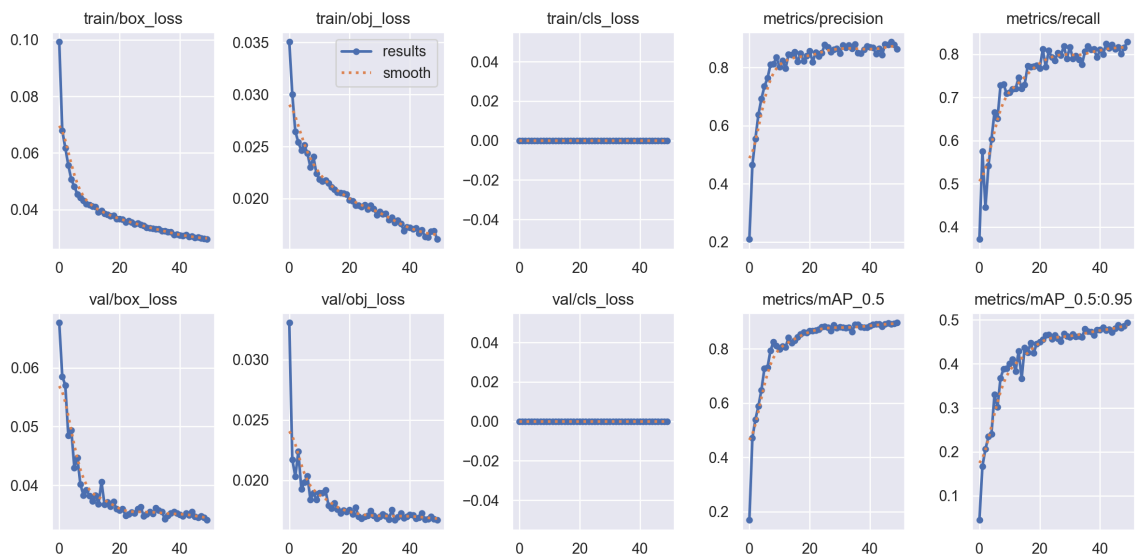 train/box_loss
0.10
0.08
0.06
0.04
0 20 40
train/obj_loss
0.035
0.030
0.025
0.020
results
smooth
0 20 40
train/cls_loss
0.04
0.02
0.00
−0.02
−0.04
0 20 40
metrics/precision
0.8
0.6
0.4
0.2
0 20 40
metrics/recall
0.8
0.7
0.6
0.5
0.4
0 20 40
val/box_loss
0.06
0.05
0.04
0 20 40
val/obj_loss
0.030
0.025
0.020
0 20 40
val/cls_loss
0.04
0.02
0.00
−0.02
−0.04
0 20 40
metrics/mAP_0.5
0.8
0.6
0.4
0.2
0 20 40
metrics/mAP_0.5:0.95
0.5
0.4
0.3
0.2
0.1
0 20 40